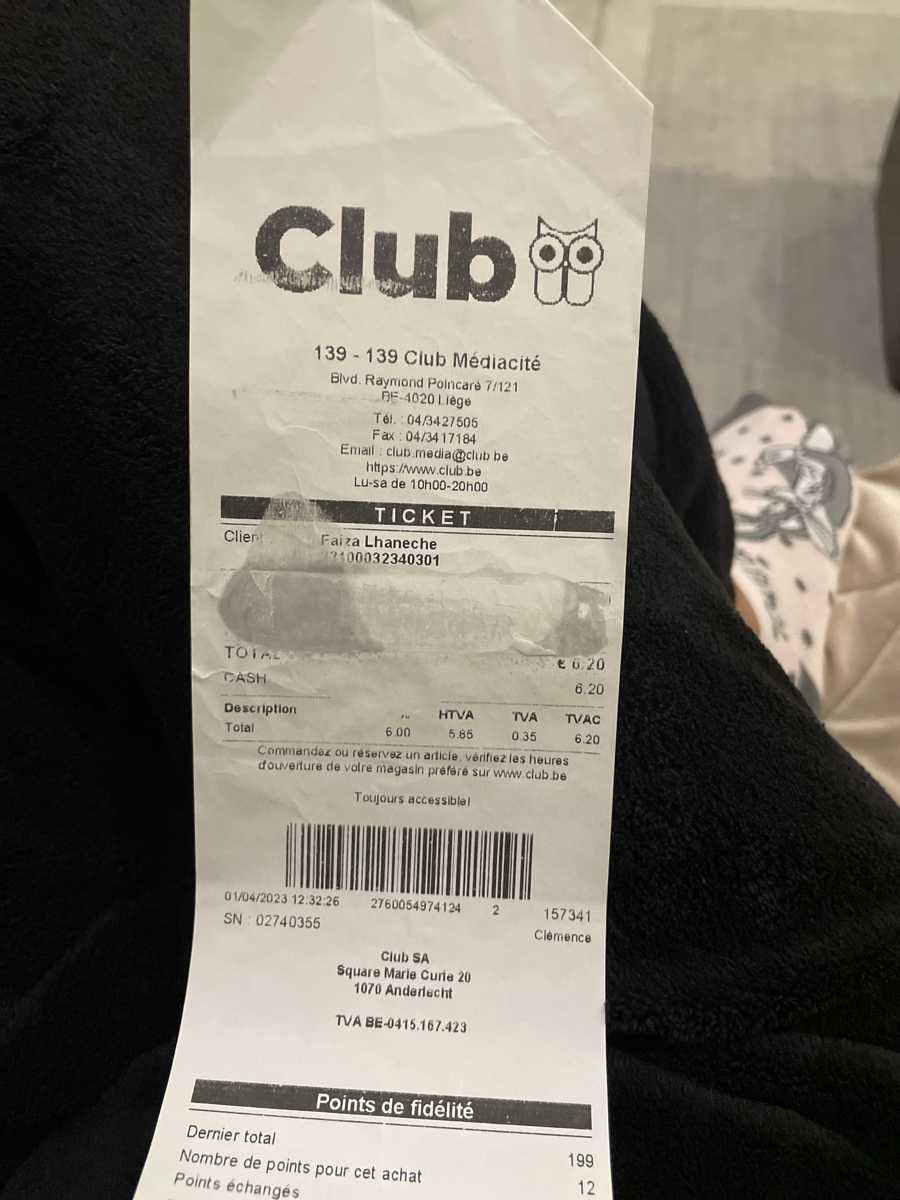 Club
139 - 139 Club Médiacité
Blvd. Raymond Poincaré 7/121
BE-4020 Liège
Tél. : 04/3427505
Fax : 04/3417184
Email : club.media@club.be
https://www.club.be
Lu-sa de 10h00-20h00
TICKET
Client Faiza Lhaneche
TOTAL € 6.20
CASH 6.20
Description HTVA TVA TVAC
Total 6.00 5.85 0.35 6.20
Commandez ou réservez un article, vérifiez les heures
d'ouverture de votre magasin préféré sur www.club.be
Toujours accessible!
01/04/2023 12:32:26 2760054974124 2 157341
SN : 02740355 Clémence
Club SA
Square Marie Curie 20
1070 Anderlecht
TVA BE-0415.167.423
Points de fidélité
Dernier total 199
Nombre de points pour cet achat 12
Points échangés